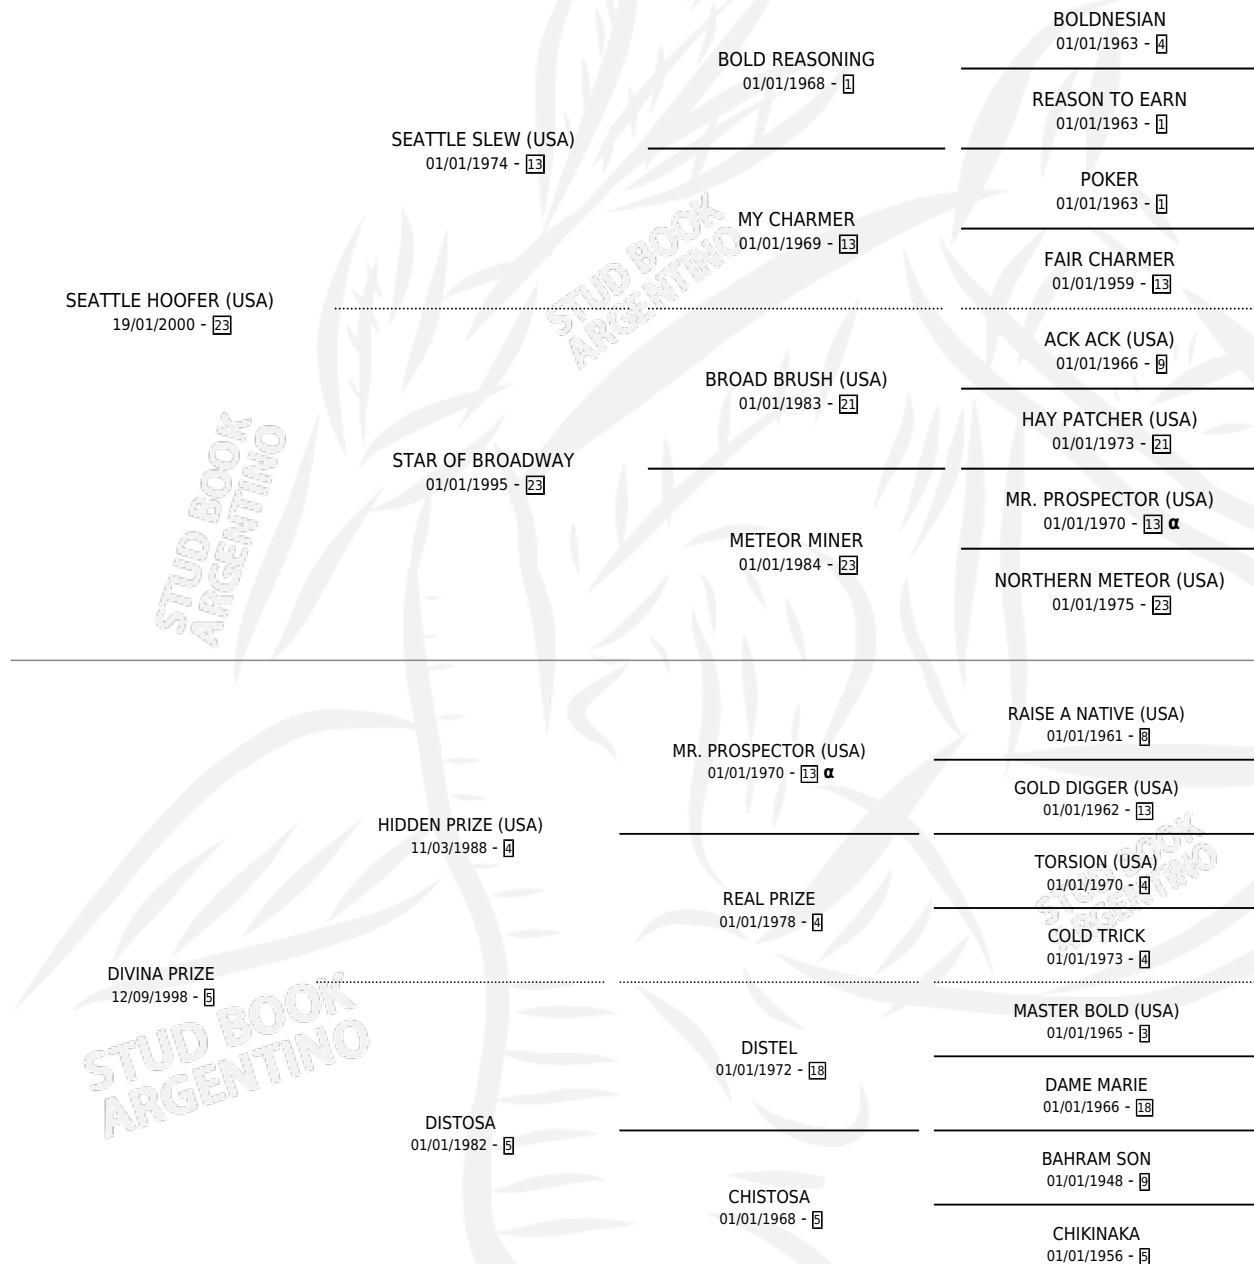 BOLDNESIAN
01/01/1963 - 4
BOLD REASONING
01/01/1968 - 1
REASON TO EARN
01/01/1963 - 1
SEATTLE SLEW (USA)
01/01/1974 - 13
POKER
01/01/1963 - 1
MY CHARMER
01/01/1969 - 13
FAIR CHARMER
01/01/1959 - 13
SEATTLE HOOFER (USA)
19/01/2000 - 23
STUD BOOK
ARGENTINO
ACK ACK (USA)
01/01/1966 - 9
BROAD BRUSH (USA)
01/01/1983 - 21
HAY PATCHER (USA)
01/01/1973 - 21
STAR OF BROADWAY
01/01/1995 - 23
MR. PROSPECTOR (USA)
01/01/1970 - 13 α
METEOR MINER
01/01/1984 - 23
NORTHERN METEOR (USA)
01/01/1975 - 23
STUD BOOK
ARGENTINO
RAISE A NATIVE (USA)
01/01/1961 - 8
MR. PROSPECTOR (USA)
01/01/1970 - 13 α
GOLD DIGGER (USA)
01/01/1962 - 13
HIDDEN PRIZE (USA)
11/03/1988 - 4
TORSION (USA)
01/01/1970 - 4
STUD BOOK
ARGENTINO
REAL PRIZE
01/01/1978 - 4
COLD TRICK
01/01/1973 - 4
DIVINA PRIZE
12/09/1998 - 5
STUD BOOK
ARGENTINO
MASTER BOLD (USA)
01/01/1965 - 3
DISTEL
01/01/1972 - 18
DAME MARIE
01/01/1966 - 18
DISTOSA
01/01/1982 - 5
BAHRAM SON
01/01/1948 - 9
CHISTOSA
01/01/1968 - 5
CHIKINAKA
01/01/1956 - 5